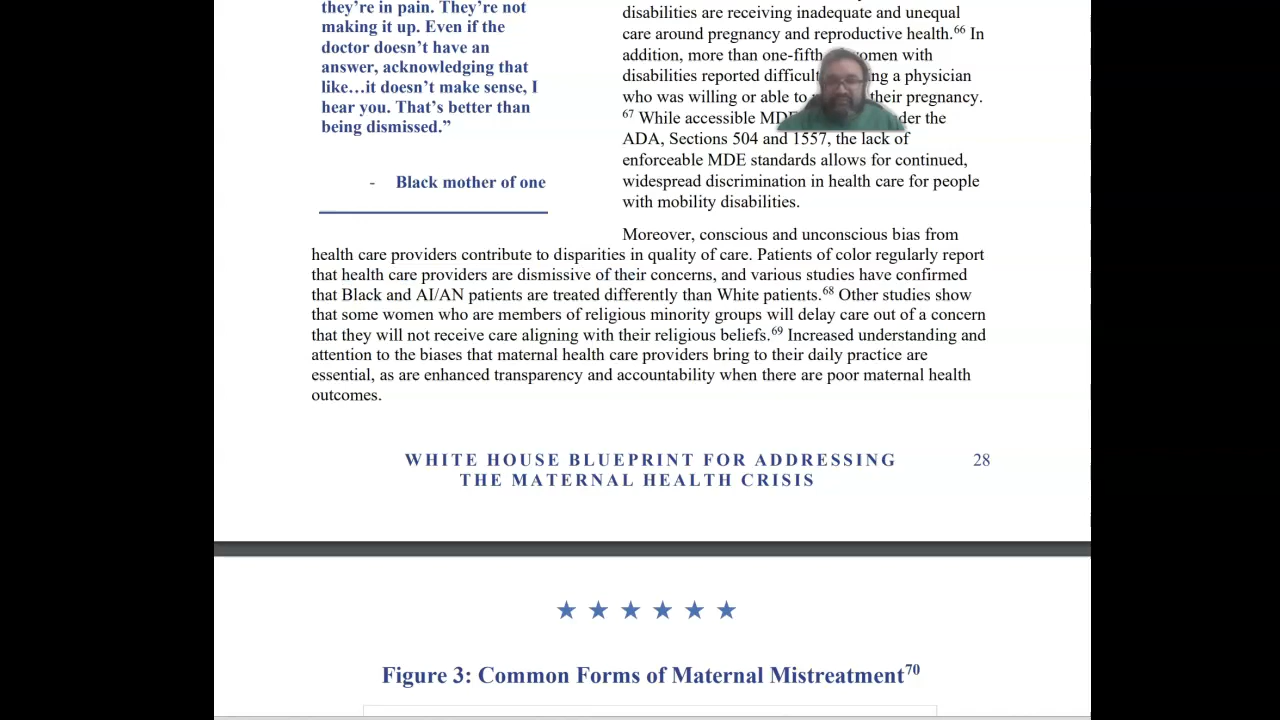 they're in pain. They're not
making it up. Even if the
doctor doesn't have an
answer, acknowledging that
like…it doesn't make sense, I
hear you. That's better than
being dismissed."
- Black mother of one
disabilities are receiving inadequate and unequal
care around pregnancy and reproductive health.66 In
addition, more than one-fifth women with
disabilities reported a physician
who was willing or able to their pregnancy.
67 While accessible the
ADA, Sections 504 and 1557, the lack of
enforceable MDE standards allows for continued,
widespread discrimination in health care for people
with mobility disabilities.
Moreover, conscious and unconscious bias from
health care providers contribute to disparities in quality of care. Patients of color regularly report
that health care providers are dismissive of their concerns, and various studies have confirmed
that Black and AI/AN patients are treated differently than White patients.68 Other studies show
that some women who are members of religious minority groups will delay care out of a concern
that they will not receive care aligning with their religious beliefs.69 Increased understanding and
attention to the biases that maternal health care providers bring to their daily practice are
essential, as are enhanced transparency and accountability when there are poor maternal health
outcomes.
WHITE HOUSE BLUEPRINT FOR ADDRESSING 28
THE MATERNAL HEALTH CRISIS
Figure 3: Common Forms of Maternal Mistreatment70